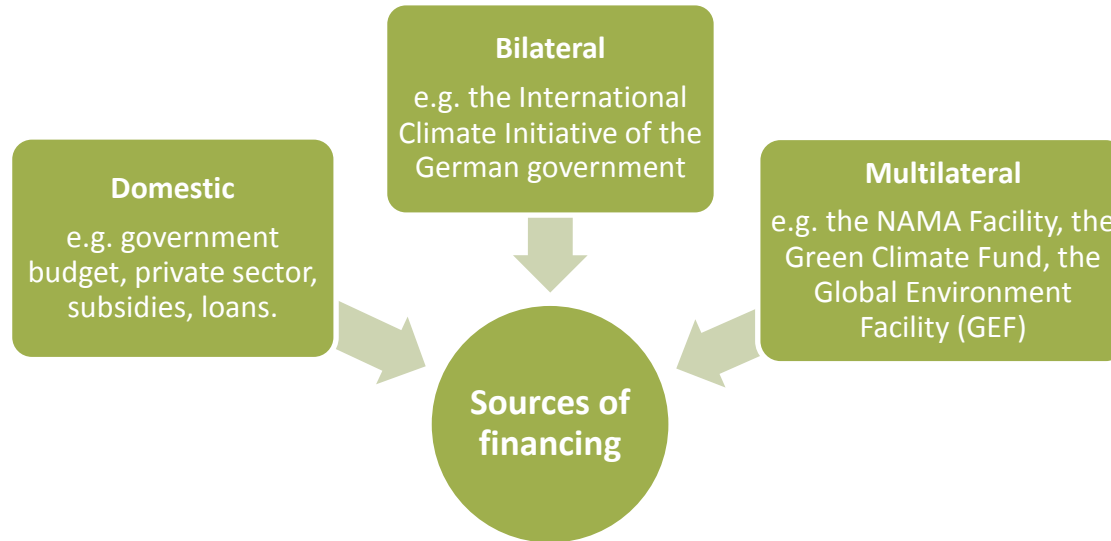 Bilateral
e.g. the International
Climate Initiative of the
German government
Domestic
e.g. government
budget, private sector,
subsidies, loans.
Multilateral
e.g. the NAMA Facility, the
Green Climate Fund, the
Global Environment
Facility (GEF)
Sources of
financing